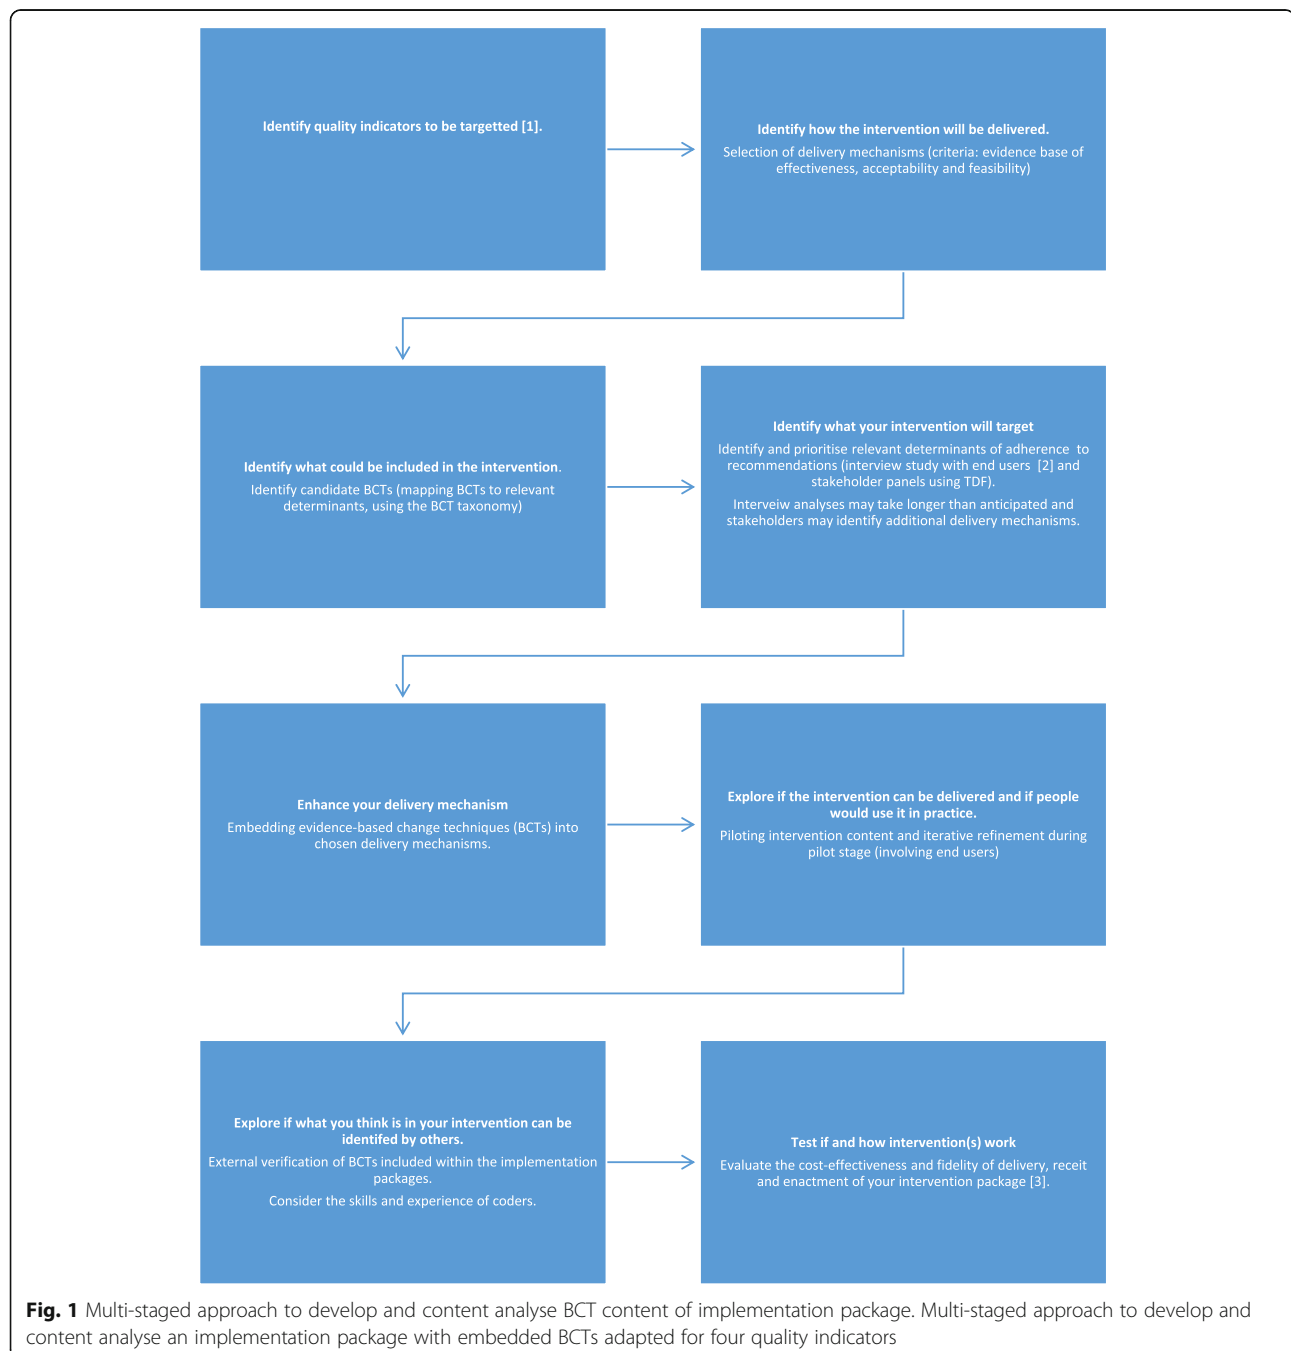 Identify quality indicators to be targetted [1].
Identify how the intervention will be delivered.
Selection of delivery mechanisms (criteria: evidence base of
effectiveness, acceptability and feasibility)
Identify what could be included in the intervention.
Identify candidate BCTs (mapping BCTs to relevant
determinants, using the BCT taxonomy)
Identify what your intervention will target
Identify and prioritise relevant determinants of adherence to
recommendations (interview study with end users [2] and
stakeholder panels using TDF).
Interveiw analyses may take longer than anticipated and
stakeholders may identify additional delivery mechanisms.
Enhance your delivery mechanism
Embedding evidence-based change techniques (BCTs) into
chosen delivery mechanisms.
Explore if the intervention can be delivered and if people
would use it in practice.
Piloting intervention content and iterative refinement during
pilot stage (involving end users)
Explore if what you think is in your intervention can be
identifed by others.
External verification of BCTs included within the implementation
packages.
Consider the skills and experience of coders.
Test if and how intervention(s) work
Evaluate the cost-effectiveness and fidelity of delivery, receit
and enactment of your intervention package [3].
Fig. 1 Multi-staged approach to develop and content analyse BCT content of implementation package. Multi-staged approach to develop and
content analyse an implementation package with embedded BCTs adapted for four quality indicators